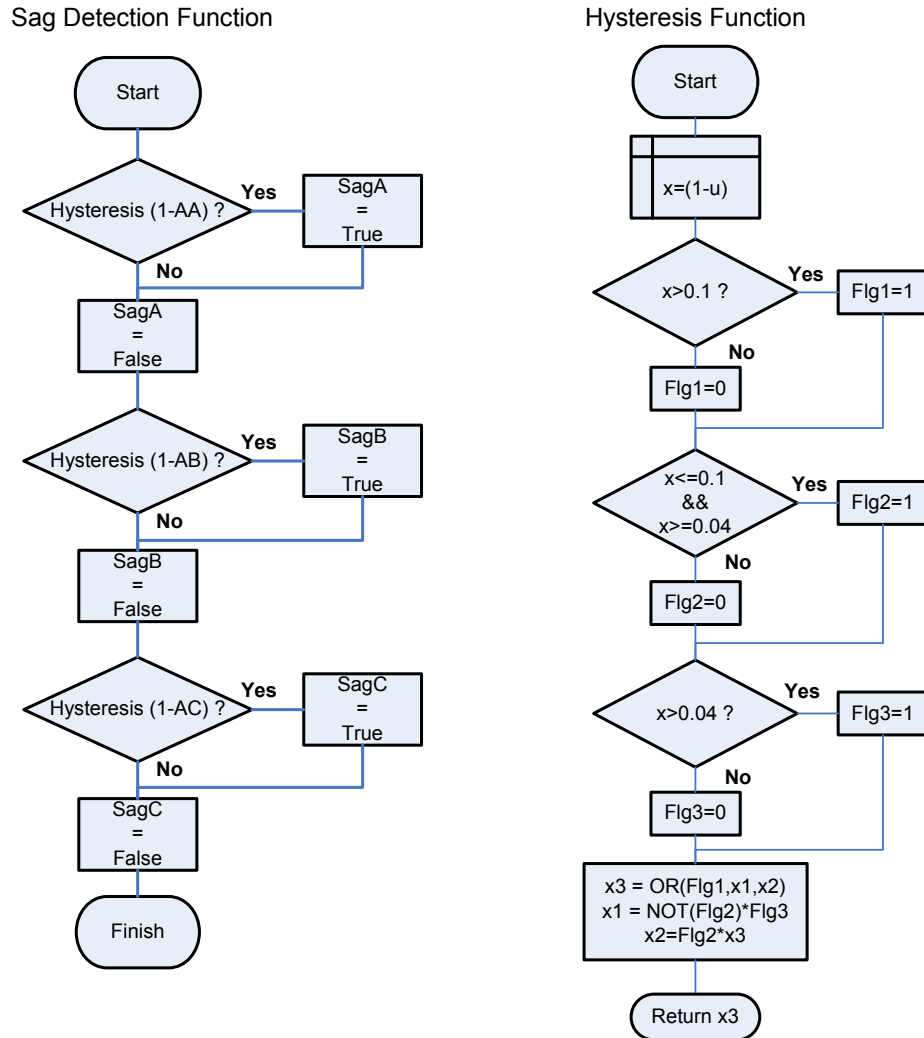 Sag Detection Function
Start
Hysteresis (1-AA) ?
Yes
SagA
=
True
No
SagA
=
False
Hysteresis (1-AB) ?
Yes
SagB
=
True
No
SagB
=
False
Hysteresis (1-AC) ?
Yes
SagC
=
True
No
SagC
=
False
Finish
Hysteresis Function
Start
x=(1-u)
x>0.1 ?
Yes
Flg1=1
No
Flg1=0
x<=0.1
&&
x>=0.04
Yes
Flg2=1
No
Flg2=0
x>0.04 ?
Yes
Flg3=1
No
Flg3=0
x3 = OR(Flg1,x1,x2)
x1 = NOT(Flg2)*Flg3
x2=Flg2*x3
Return x3